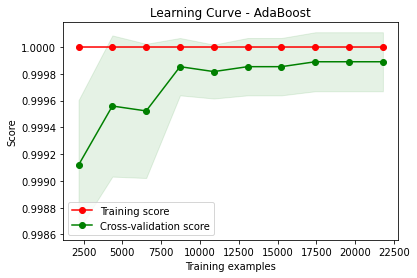 Learning Curve - AdaBoost
1.0000
0.9998
0.9996
0.9994
0.9992
0.9990
0.9988
0.9986
Score
Training score
Cross-validation score
2500 5000 7500 10000 12500 15000 17500 20000 22500
Training examples